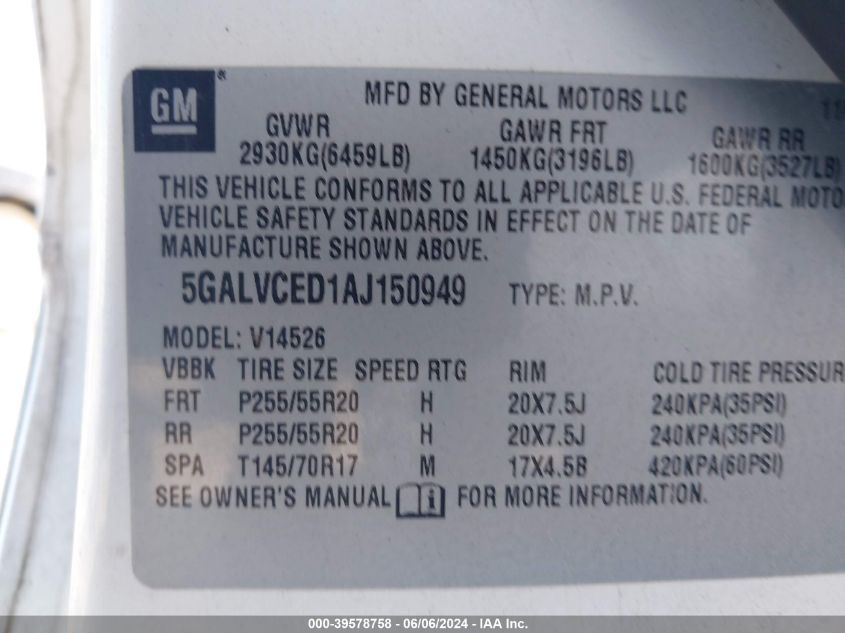 GM ®
MFD BY GENERAL MOTORS LLC
GVWR GAWR FRT GAWR RR
2930KG(6459LB) 1450KG(3196LB) 1600KG(3527LB)
THIS VEHICLE CONFORMS TO ALL APPLICABLE U.S. FEDERAL MOTO
VEHICLE SAFETY STANDARDS IN EFFECT ON THE DATE OF
MANUFACTURE SHOWN ABOVE.
5GALVCED1AJ150949 TYPE: M.P.V.
MODEL: V14526
VBBK TIRE SIZE SPEED RTG RIM COLD TIRE PRESSUR
FRT P255/55R20 H 20X7.5J 240KPA(35PSI)
RR P255/55R20 H 20X7.5J 240KPA(35PSI)
SPA T145/70R17 M 17X4.5B 420KPA(60PSI)
SEE OWNER'S MANUAL FOR MORE INFORMATION.
000-39578758 - 06/06/2024 - IAA Inc.